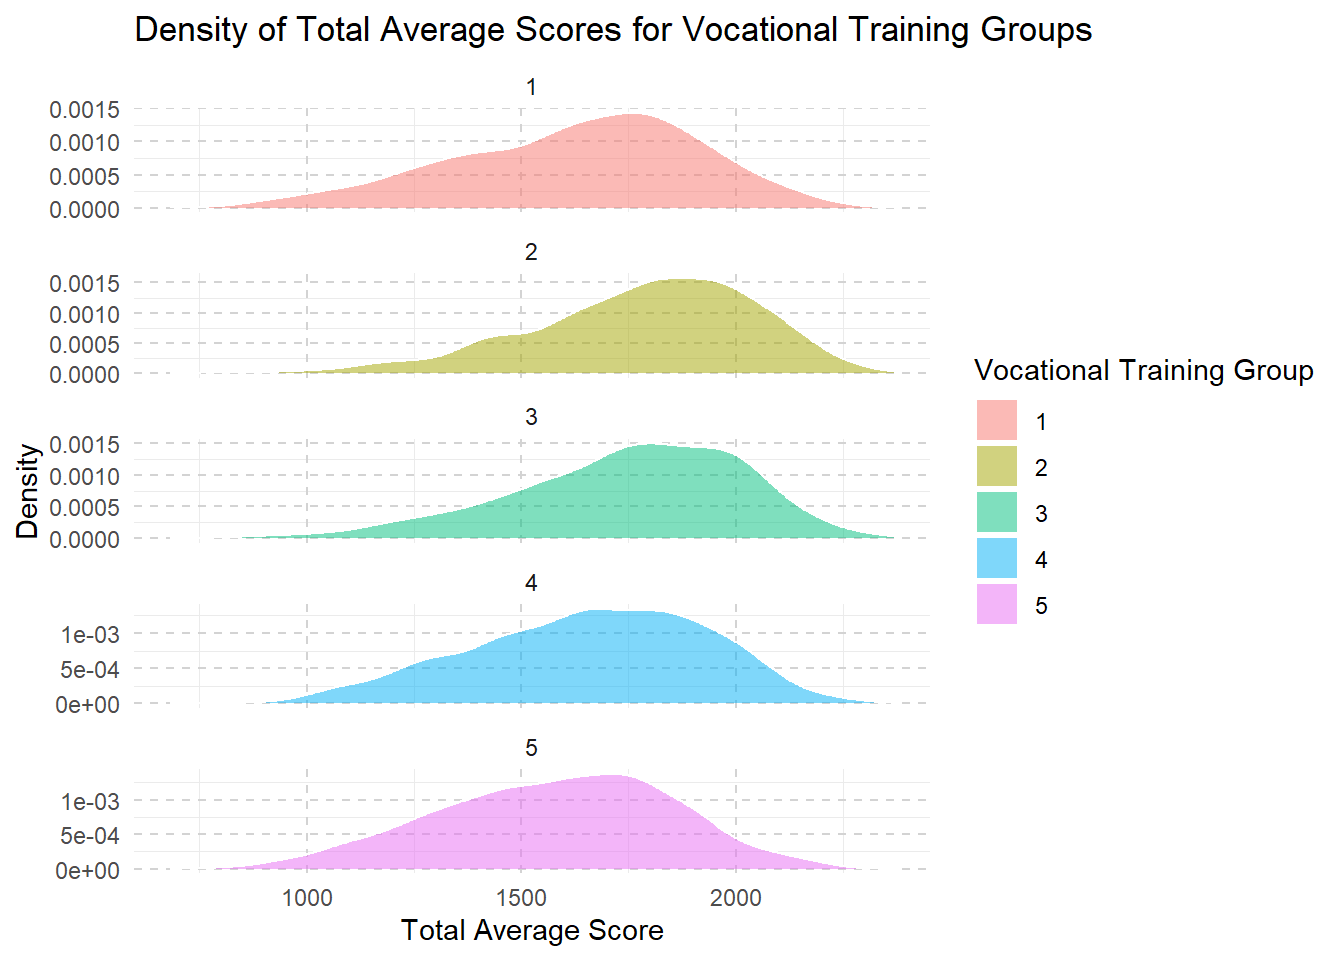 Density of Total Average Scores for Vocational Training Groups
1
0.0015
0.0010
0.0005
0.0000
2
0.0015
0.0010
0.0005
0.0000
3
0.0015
0.0010
0.0005
0.0000
4
1e-03
5e-04
0e+00
5
1e-03
5e-04
0e+00
1000 1500 2000
Total Average Score
Density
Vocational Training Group
1
2
3
4
5